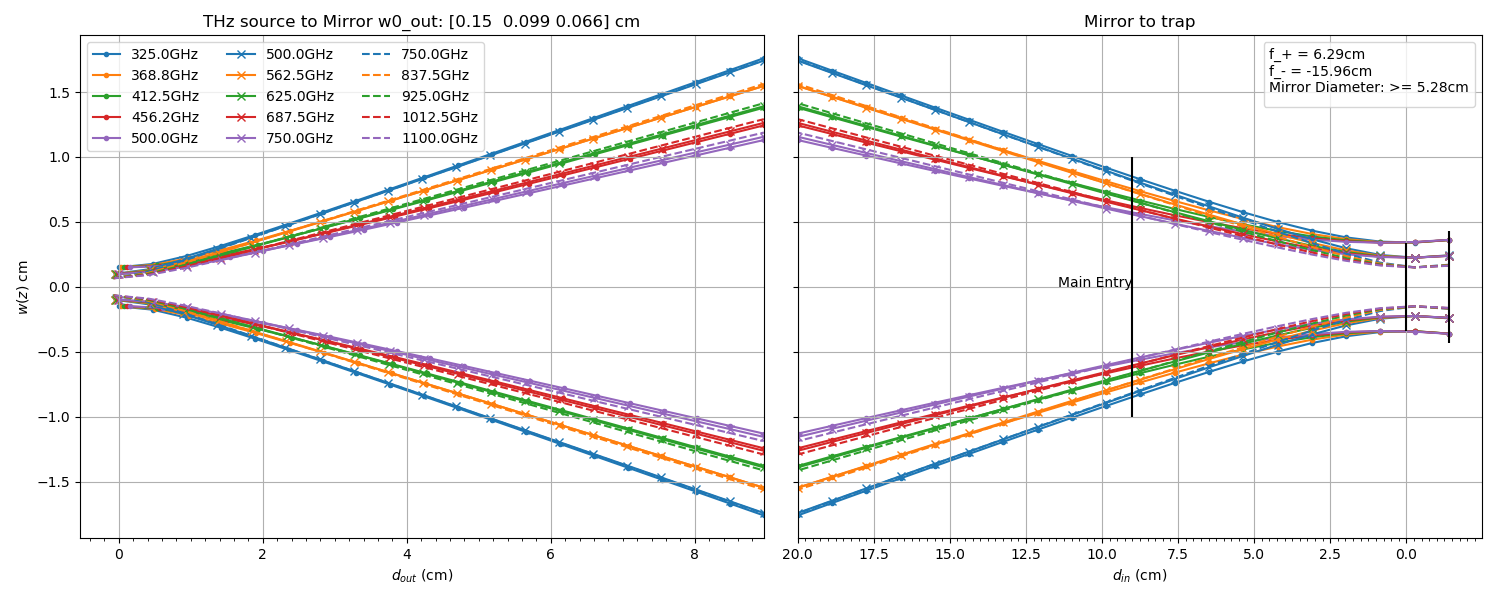 THz source to Mirror w0_out: [0.15  0.099 0.066] cm
325.0GHz
368.8GHz
412.5GHz
456.2GHz
500.0GHz
500.0GHz
562.5GHz
625.0GHz
687.5GHz
750.0GHz
750.0GHz
837.5GHz
925.0GHz
1012.5GHz
1100.0GHz
w(z) cm
1.5
1.0
0.5
0.0
−0.5
−1.0
−1.5
0
2
4
6
8
d_out (cm)
Mirror to trap
f_+ = 6.29cm
f_- = -15.96cm
Mirror Diameter: >= 5.28cm
Main Entry
20.0
17.5
15.0
12.5
10.0
7.5
5.0
2.5
0.0
d_in (cm)